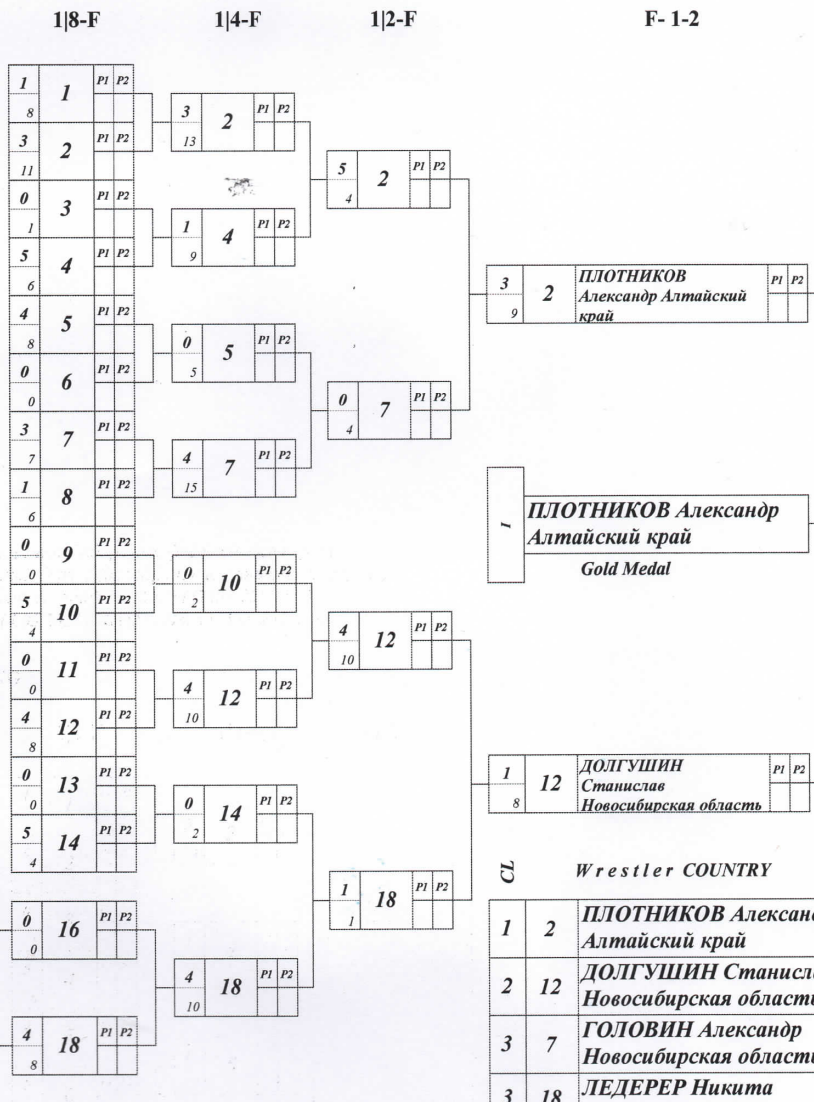 1|8-F 1|4-F 1|2-F F- 1-2
1 1 P1 P2
8
3 2 P1 P2
11
0 3 P1 P2
1
5 4 P1 P2
6
4 5 P1 P2
8
0 6 P1 P2
0
3 7 P1 P2
7
1 8 P1 P2
6
0 9 P1 P2
0
5 10 P1 P2
4
0 11 P1 P2
0
4 12 P1 P2
8
0 13 P1 P2
0
5 14 P1 P2
4
0 16 P1 P2
0
4 18 P1 P2
8
3 2 P1 P2
13
1 4 P1 P2
9
0 5 P1 P2
5
4 7 P1 P2
15
0 10 P1 P2
2
4 12 P1 P2
10
0 14 P1 P2
2
4 18 P1 P2
10
5 2 P1 P2
4
0 7 P1 P2
4
4 12 P1 P2
10
1 18 P1 P2
1
3 2 ПЛОТНИКОВ P1 P2
9 Александр Алтайский
край
I ПЛОТНИКОВ Александр
Алтайский край
Gold Medal
1 12 ДОЛГУШИН P1 P2
Станислав
8 Новосибирская область
CL Wrestler COUNTRY
1 2 ПЛОТНИКОВ Александ
Алтайский край
2 12 ДОЛГУШИН Станисла
Новосибирская област
3 7 ГОЛОВИН Александр
Новосибирская област
3 18 ЛЕДЕРЕР Никита